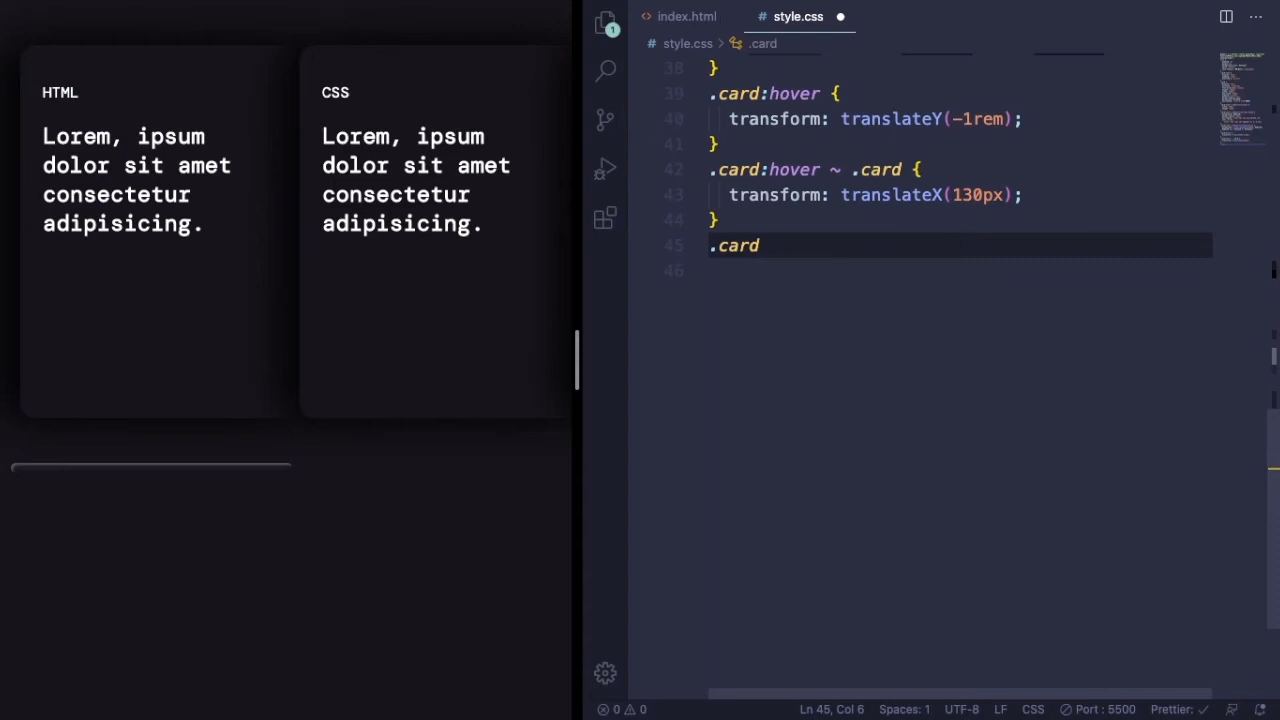 HTML
Lorem, ipsum
dolor sit amet
consectetur
adipisicing.
CSS
Lorem, ipsum
dolor sit amet
consectetur
adipisicing.
1
index.html
# style.css
# style.css > .card
38 }
39 .card:hover {
40 transform: translateY(-1rem);
41 }
42 .card:hover ~ .card {
43 transform: translateX(130px);
44 }
45 .card
46
0 0 Ln 45, Col 6 Spaces: 1 UTF-8 LF CSS Port : 5500 Prettier: ✓